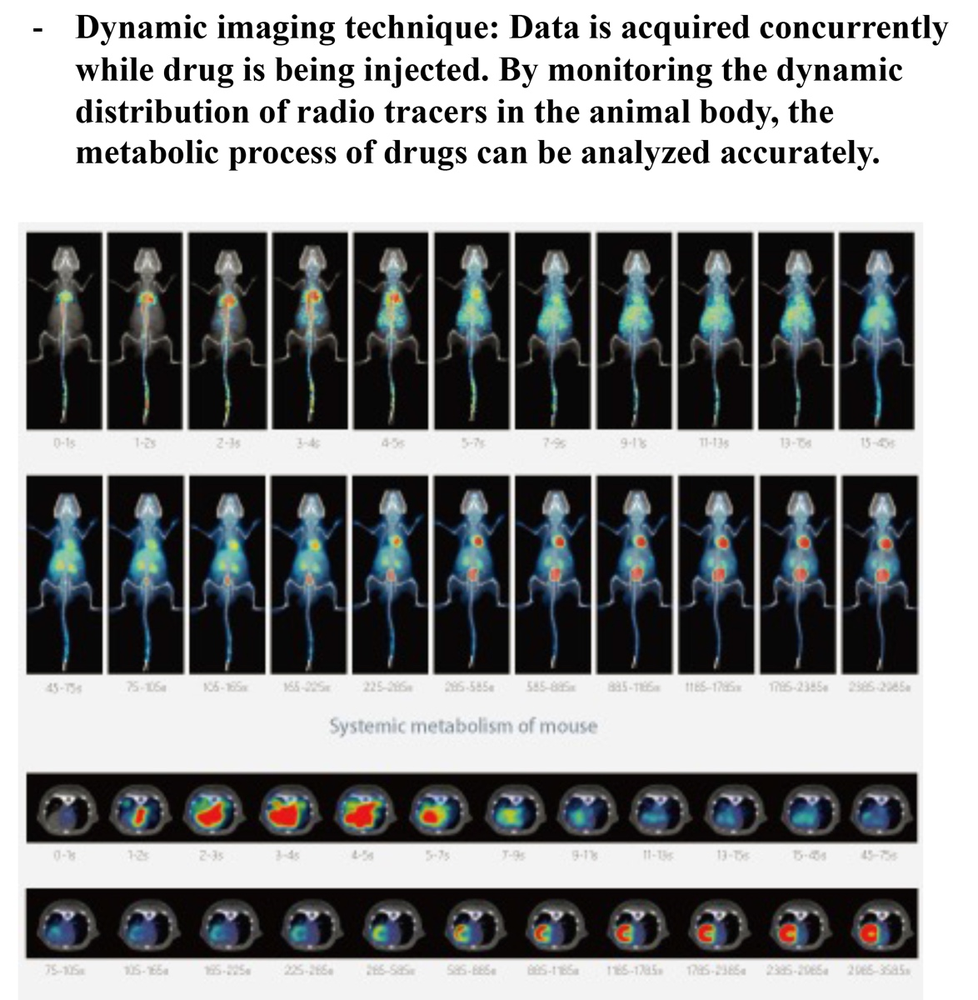 - Dynamic imaging technique: Data is acquired concurrently
while drug is being injected. By monitoring the dynamic
distribution of radio tracers in the animal body, the
metabolic process of drugs can be analyzed accurately.
0-1s 1-2s 2-3s 3-4s 4-5s 5-7s 7-9s 9-11s 11-13s 13-15s 15-45s
45-75s 75-105s 105-165s 165-225s 225-285s 285-585s 585-885s 885-1185s 1185-1785s 1785-2385s 2385-2985s
Systemic metabolism of mouse
0-1s 1-2s 2-3s 3-4s 4-5s 5-7s 7-9s 9-11s 11-13s 13-15s 15-45s 45-75s
75-105s 105-165s 165-225s 225-285s 285-585s 585-885s 885-1185s 1185-1785s 1785-2385s 2385-2985s 2985-3585s